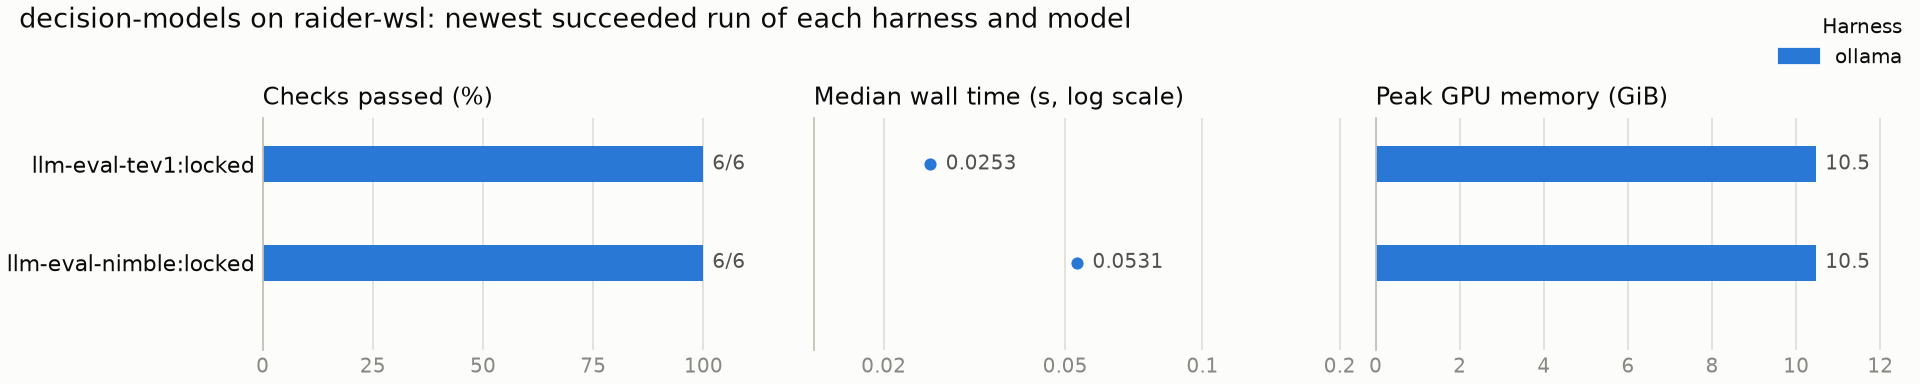 decision-models on raider-wsl: newest succeeded run of each harness and model
Harness
ollama
Checks passed (%)
Median wall time (s, log scale)
Peak GPU memory (GiB)
llm-eval-tev1:locked
6/6
0.0253
10.5
llm-eval-nimble:locked
6/6
0.0531
10.5
0 25 50 75 100
0.02 0.05 0.1 0.2
0 2 4 6 8 10 12